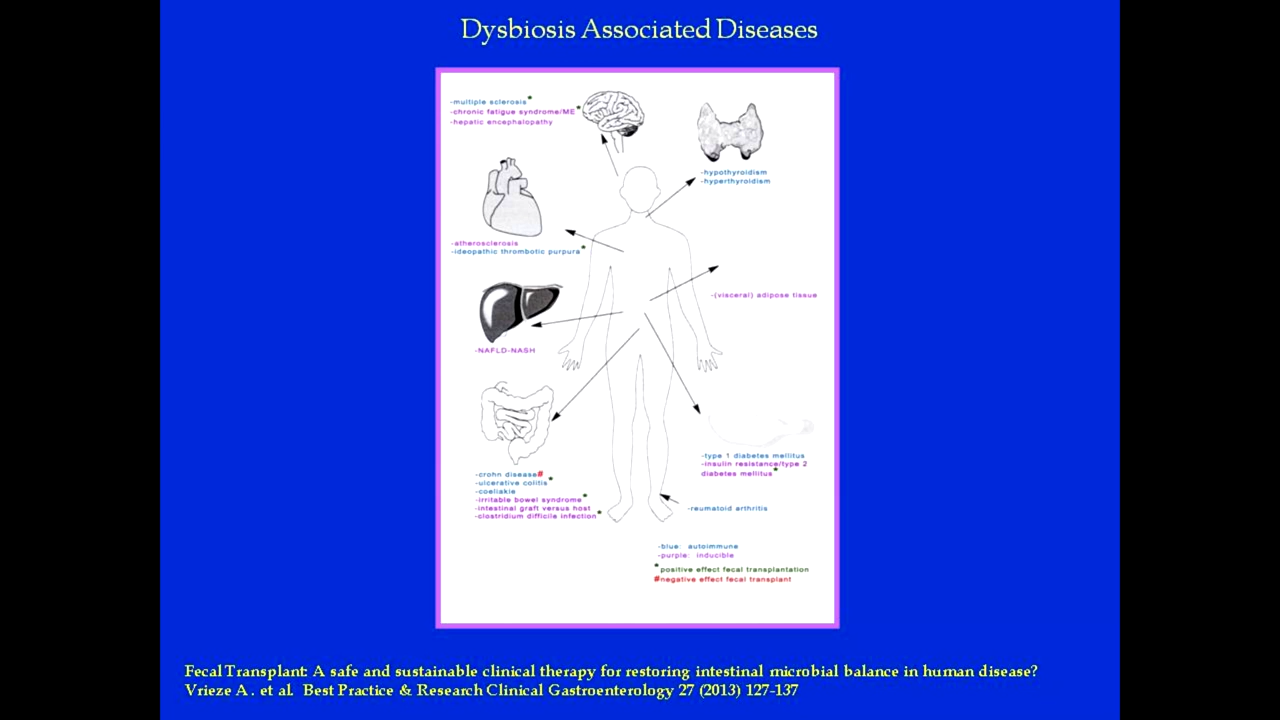 Dysbiosis Associated Diseases
-multiple sclerosis*
-chronic fatigue syndrome/ME*
-hepatic encephalopathy
-hypothyroidism
-hyperthyroidism
-atherosclerosis
-ideopathic thrombotic purpura*
-(visceral) adipose tissue
-NAFLD-NASH
-type 1 diabetes mellitus
-insulin resistance/type 2
diabetes mellitus*
-crohn disease#
-ulcerative colitis*
-coeliakie
-irritable bowel syndrome*
-intestinal graft versus host
-clostridium difficile infection*
-reumatoid arthritis
-blue: autoimmune
-purple: inducible
*positive effect fecal transplantation
#negative effect fecal transplant
Fecal Transplant: A safe and sustainable clinical therapy for restoring intestinal microbial balance in human disease?
Vrieze A . et al. Best Practice & Research Clinical Gastroenterology 27 (2013) 127-137